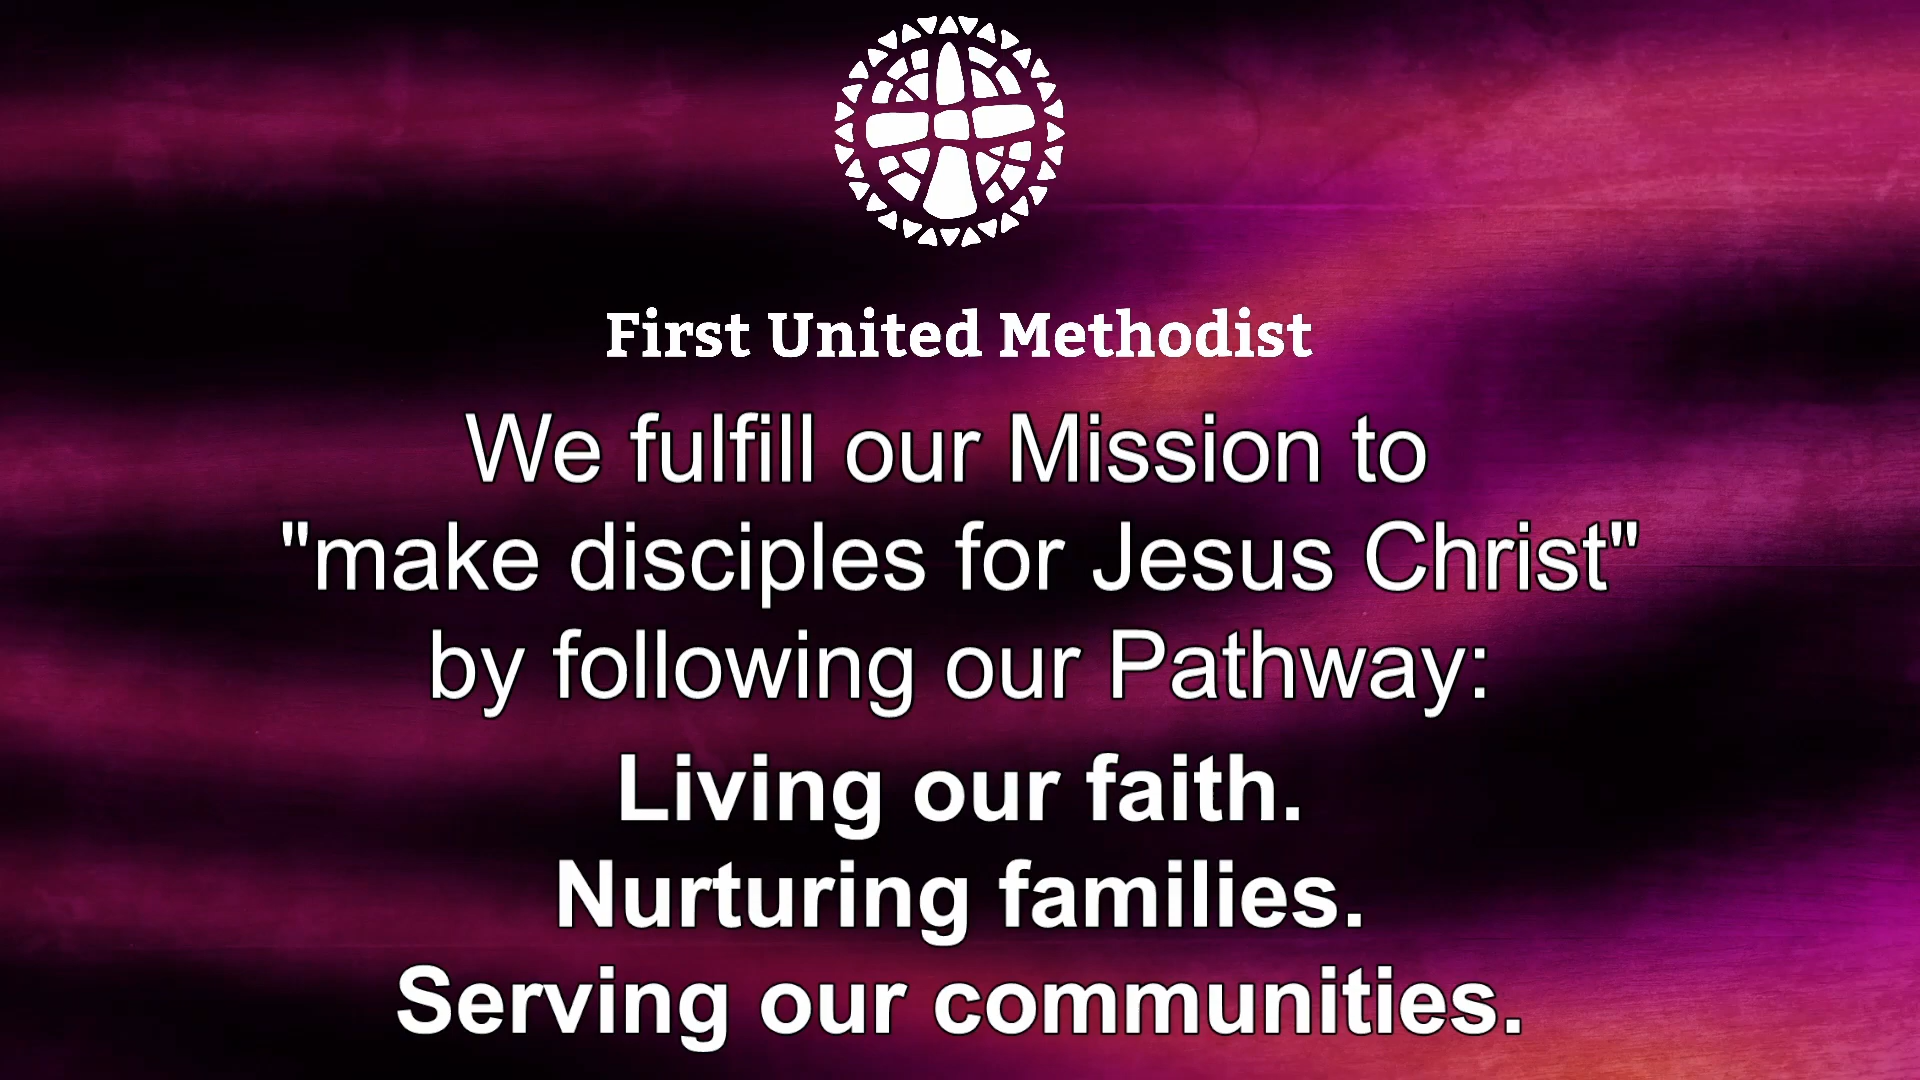 First United Methodist
We fulfill our Mission to
"make disciples for Jesus Christ"
by following our Pathway:
Living our faith.
Nurturing families.
Serving our communities.